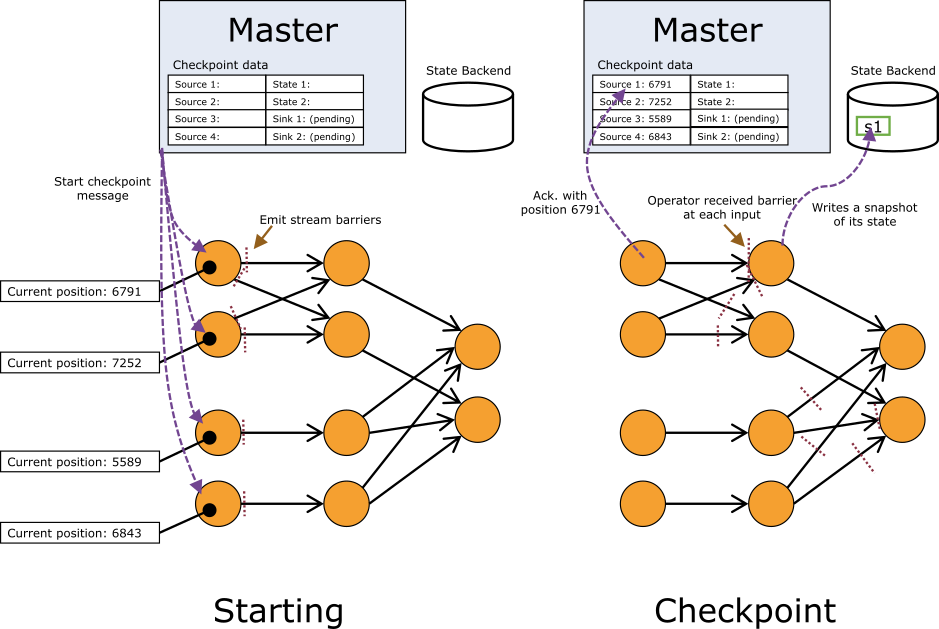 Master
Checkpoint data
Source 1:
State 1:
Source 2:
State 2:
Source 3:
Sink 1: (pending)
Source 4:
Sink 2: (pending)
State Backend
Start checkpoint
message
Emit stream barriers
Current position: 6791
Current position: 7252
Current position: 5589
Current position: 6843
Starting
Master
Checkpoint data
Source 1: 6791
State 1:
Source 2: 7252
State 2:
Source 3: 5589
Sink 1: (pending)
Source 4: 6843
Sink 2: (pending)
State Backend
s1
Ack. with
position 6791
Operator received barrier
at each input
Writes a snapshot
of its state
Checkpoint